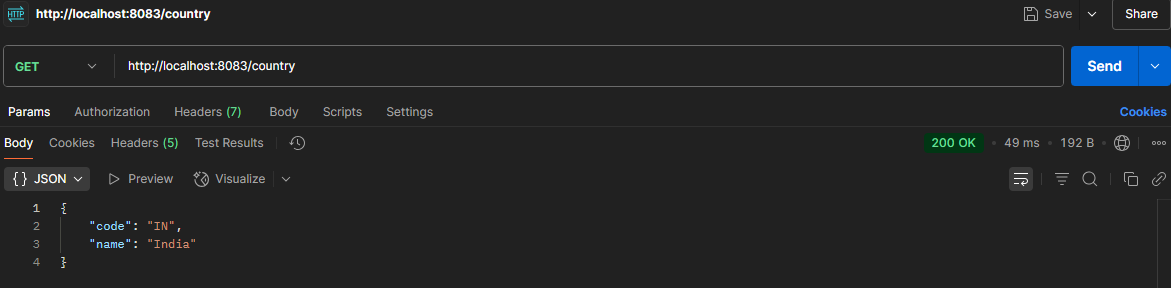 HTTP http://localhost:8083/country Save Share
GET http://localhost:8083/country Send
Params Authorization Headers (7) Body Scripts Settings Cookies
Body Cookies Headers (5) Test Results 200 OK • 49 ms • 192 B
{} JSON Preview Visualize
1 {
2 "code": "IN",
3 "name": "India"
4 }